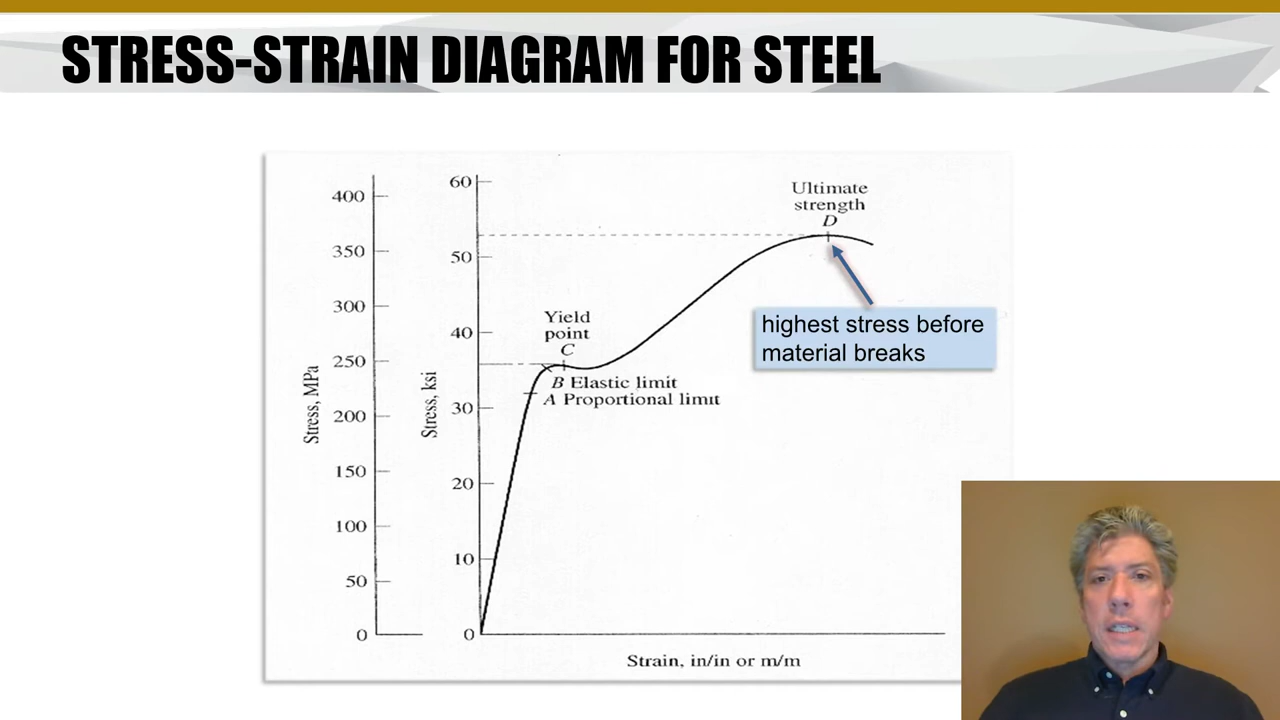 STRESS-STRAIN DIAGRAM FOR STEEL
400
350
300
250
200
150
100
50
0
Stress, MPa
60
50
40
30
20
10
0
Stress, ksi
Ultimate
strength
D
highest stress before
material breaks
Yield
point
C
B Elastic limit
A Proportional limit
Strain, in/in or m/m